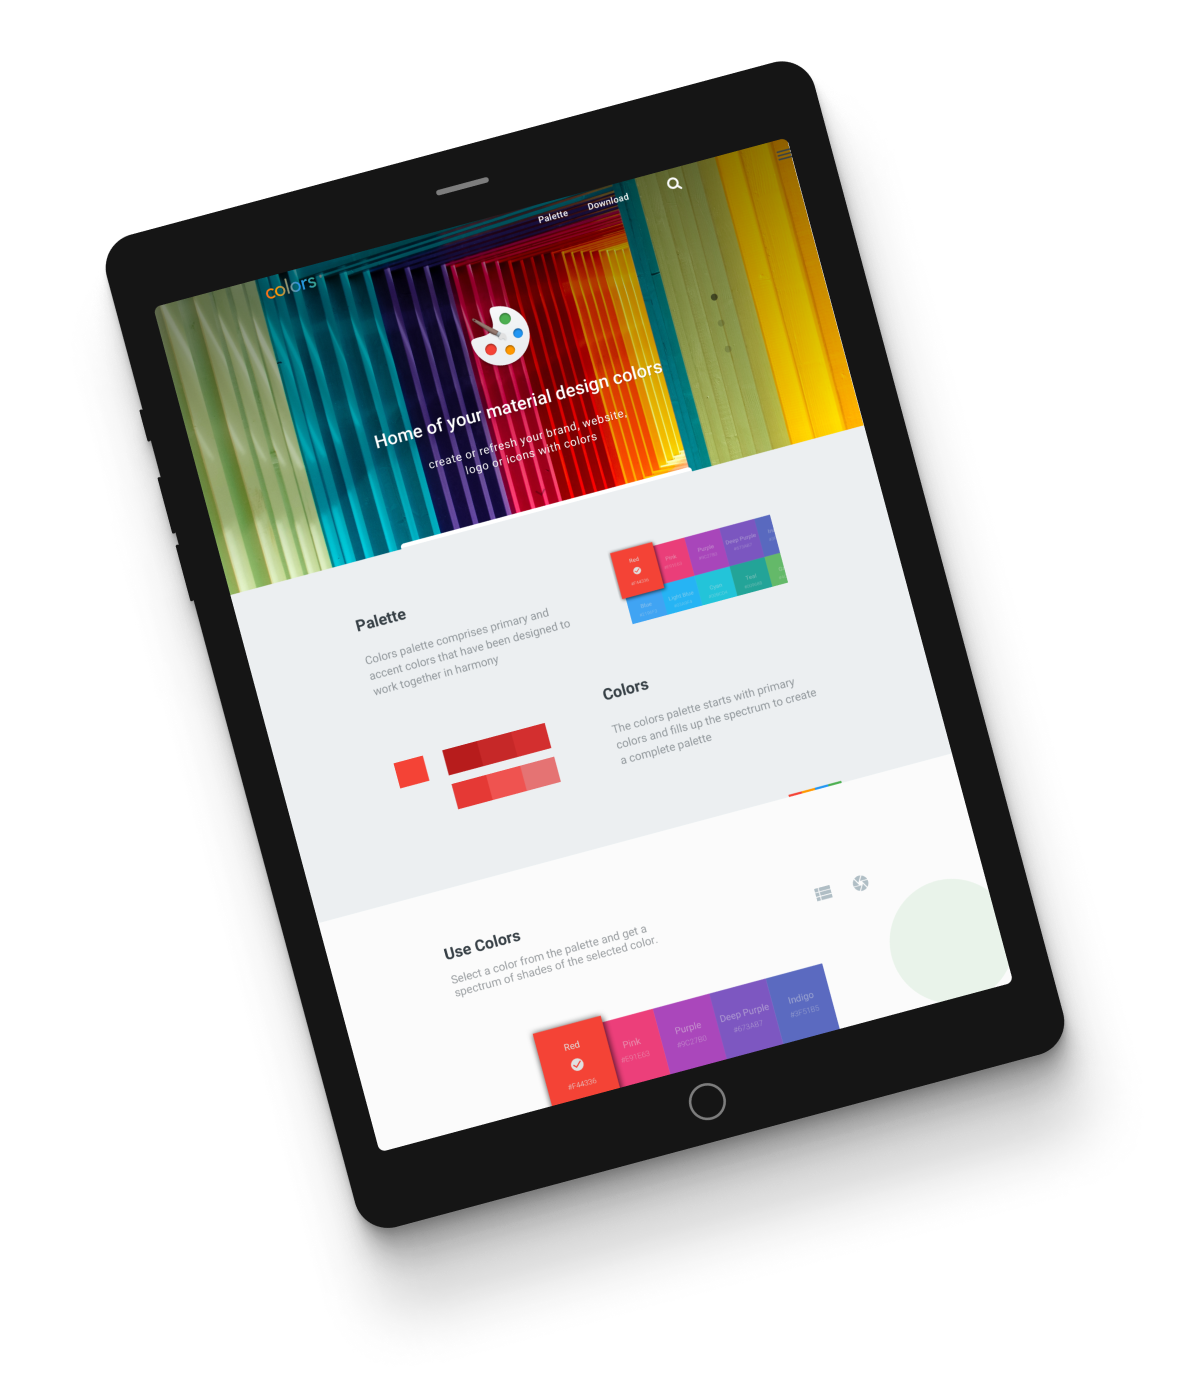 colors
Palette
Download
Home of your material design colors
create or refresh your brand, website,
logo or icons with colors
Palette
Colors palette comprises primary and
accent colors that have been designed to
work together in harmony
Red
Pink
Purple
Deep Purple
Blue
Light Blue
Cyan
Teal
Colors
The colors palette starts with primary
colors and fills up the spectrum to create
a complete palette
Use Colors
Select a color from the palette and get a
spectrum of shades of the selected color.
Red
#F44336
Pink
#E91E63
Purple
#9C27B0
Deep Purple
#673AB7
Indigo
#3F51B5